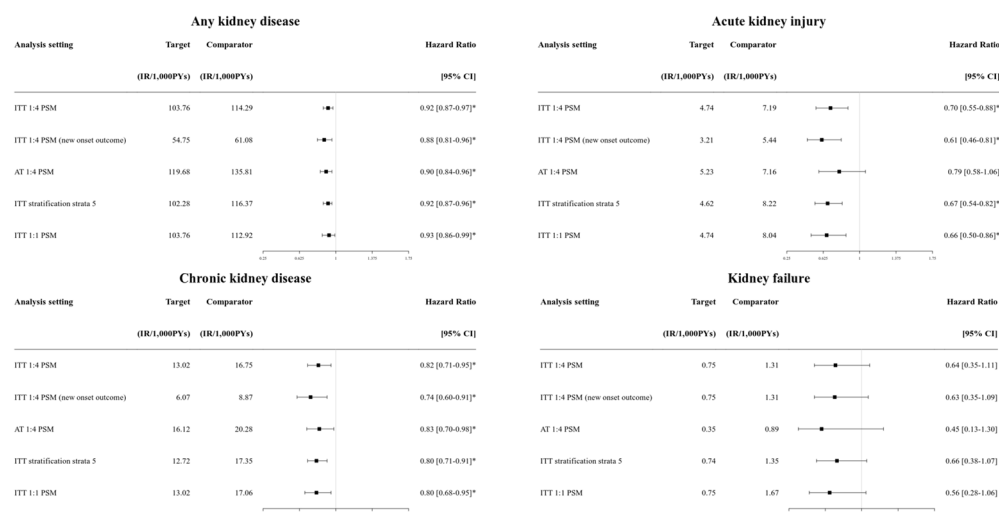 Any kidney disease
Analysis setting Target Comparator Hazard Ratio
(IR/1,000PYs) (IR/1,000PYs) [95% CI]
ITT 1:4 PSM 103.76 114.29 0.92 [0.87-0.97]*
ITT 1:4 PSM (new onset outcome) 54.75 61.08 0.88 [0.81-0.96]*
AT 1:4 PSM 119.68 135.81 0.90 [0.84-0.96]*
ITT stratification strata 5 102.28 116.37 0.92 [0.87-0.96]*
ITT 1:1 PSM 103.76 112.92 0.93 [0.86-0.99]*
0.25 0.625 1 1.375 1.75
Acute kidney injury
Analysis setting Target Comparator Hazard Ratio
(IR/1,000PYs) (IR/1,000PYs) [95% CI]
ITT 1:4 PSM 4.74 7.19 0.70 [0.55-0.88]*
ITT 1:4 PSM (new onset outcome) 3.21 5.44 0.61 [0.46-0.81]*
AT 1:4 PSM 5.23 7.16 0.79 [0.58-1.06]
ITT stratification strata 5 4.62 8.22 0.67 [0.54-0.82]*
ITT 1:1 PSM 4.74 8.04 0.66 [0.50-0.86]*
0.25 0.625 1 1.375 1.75
Chronic kidney disease
Analysis setting Target Comparator Hazard Ratio
(IR/1,000PYs) (IR/1,000PYs) [95% CI]
ITT 1:4 PSM 13.02 16.75 0.82 [0.71-0.95]*
ITT 1:4 PSM (new onset outcome) 6.07 8.87 0.74 [0.60-0.91]*
AT 1:4 PSM 16.12 20.28 0.83 [0.70-0.98]*
ITT stratification strata 5 12.72 17.35 0.80 [0.71-0.91]*
ITT 1:1 PSM 13.02 17.06 0.80 [0.68-0.95]*
Kidney failure
Analysis setting Target Comparator Hazard Ratio
(IR/1,000PYs) (IR/1,000PYs) [95% CI]
ITT 1:4 PSM 0.75 1.31 0.64 [0.35-1.11]
ITT 1:4 PSM (new onset outcome) 0.75 1.31 0.63 [0.35-1.09]
AT 1:4 PSM 0.35 0.89 0.45 [0.13-1.30]
ITT stratification strata 5 0.74 1.35 0.66 [0.38-1.07]
ITT 1:1 PSM 0.75 1.67 0.56 [0.28-1.06]